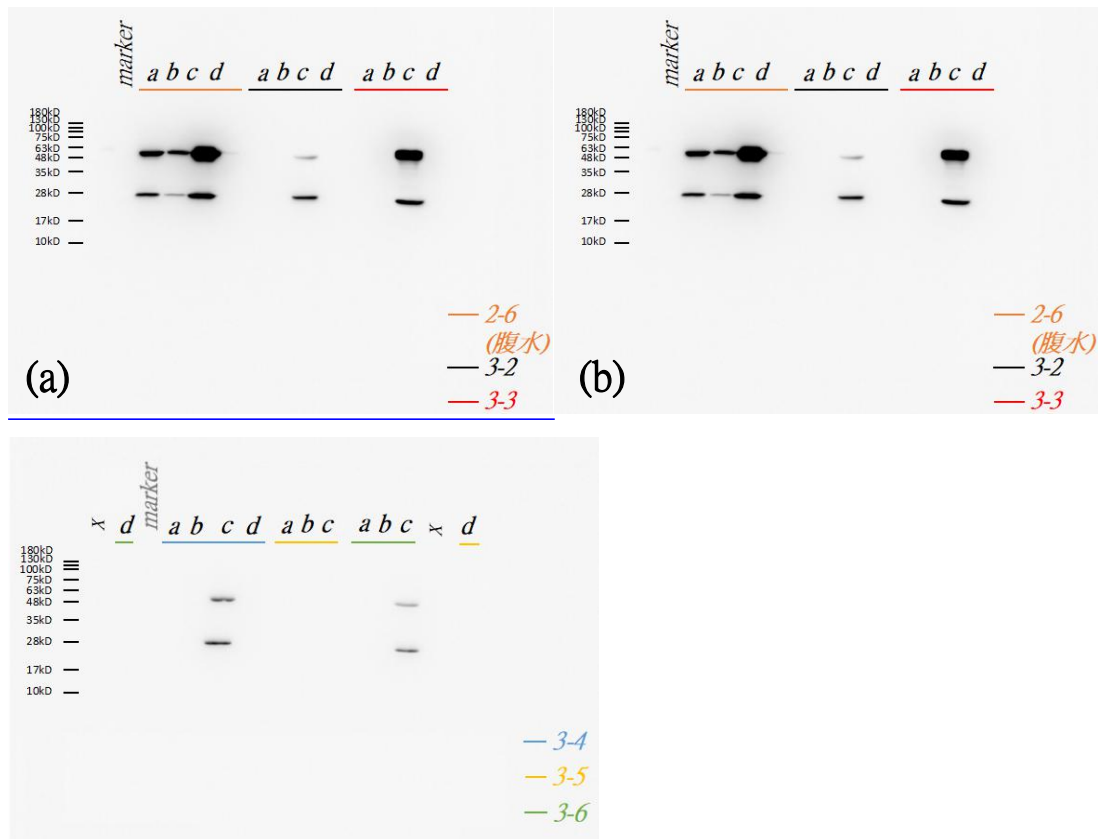 marker
a b c d
a b c d
a b c d
180kD
130kD
100kD
75kD
63kD
48kD
35kD
28kD
17kD
10kD
2-6
(腹水)
3-2
3-3
(a)
marker
a b c d
a b c d
a b c d
180kD
130kD
100kD
75kD
63kD
48kD
35kD
28kD
17kD
10kD
2-6
(腹水)
3-2
3-3
(b)
x
d
marker
a b c d
a b c
a b c
x
d
180kD
130kD
100kD
75kD
63kD
48kD
35kD
28kD
17kD
10kD
3-4
3-5
3-6